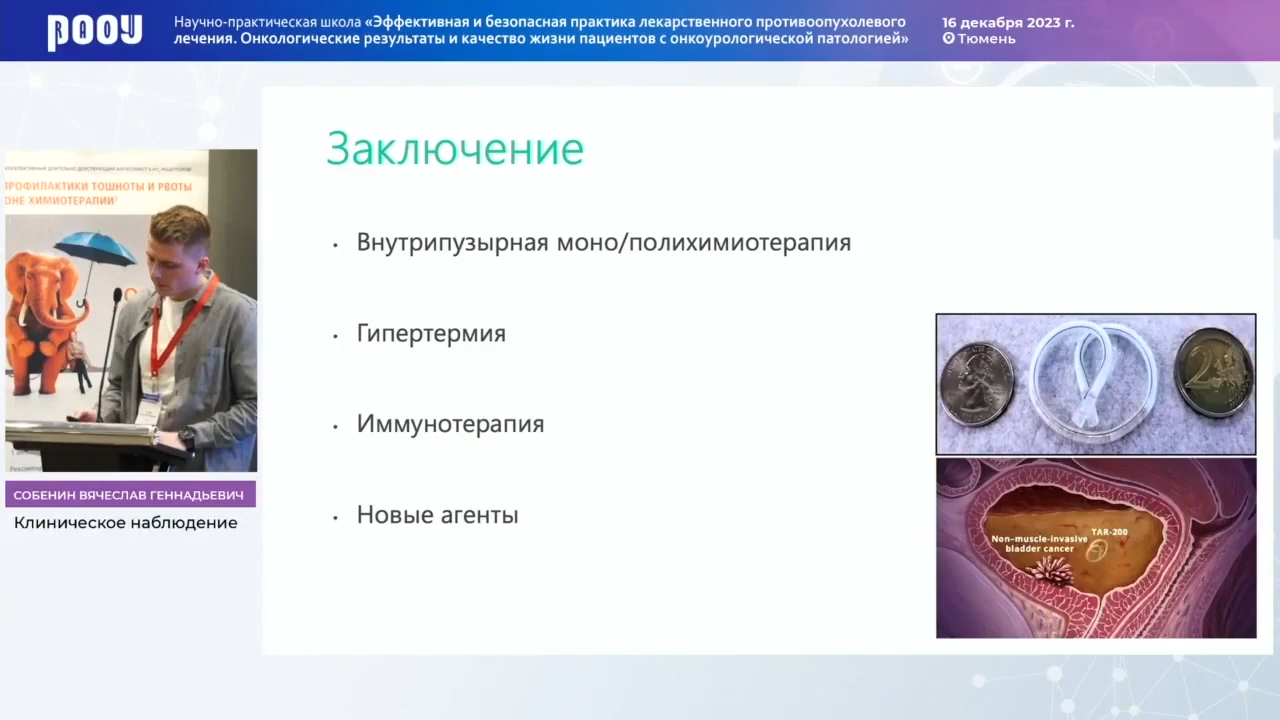 РАОУ
Научно-практическая школа «Эффективная и безопасная практика лекарственного противоопухолевого
лечения. Онкологические результаты и качество жизни пациентов с онкоурологической патологией»
16 декабря 2023 г.
Тюмень
ПРОФИЛАКТИКИ ТОШНОТЫ И РВОТЫ
ОНЕ ХИМИОТЕРАПИИ
СОБЕНИН ВЯЧЕСЛАВ ГЕННАДЬЕВИЧ
Клиническое наблюдение
Заключение
• Внутрипузырная моно/полихимиотерапия
• Гипертермия
• Иммунотерапия
• Новые агенты
2
TAR-200
Non-muscle-invasive
bladder cancer